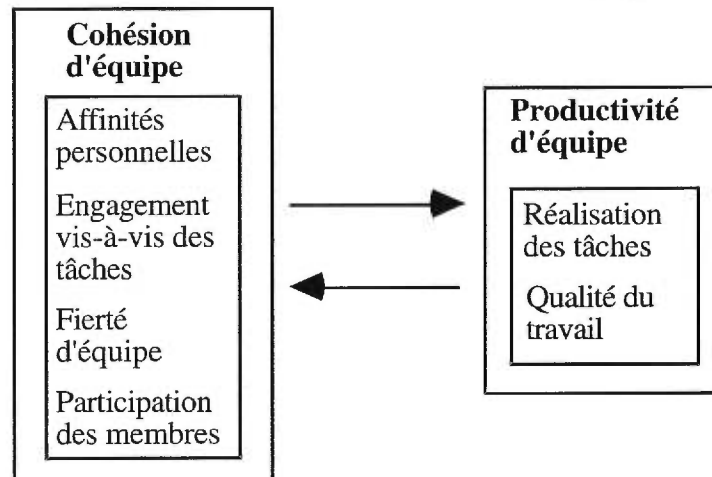 Cohésion
d'équipe
Affinités
personnelles
Engagement
vis-à-vis des
tâches
Fierté
d'équipe
Participation
des membres
Productivité
d'équipe
Réalisation
des tâches
Qualité du
travail